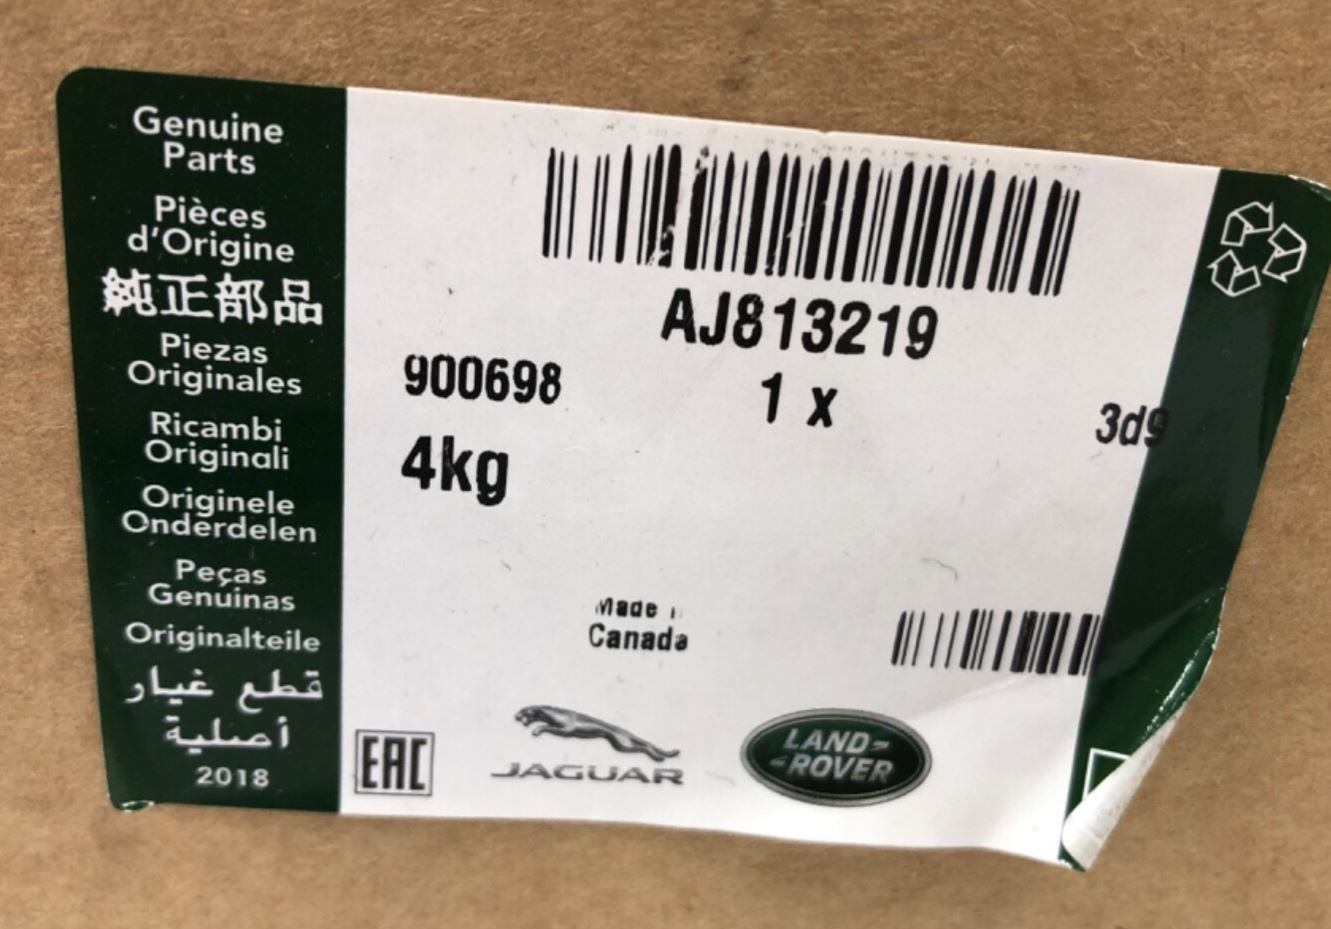 Genuine
Parts
Pièces
d'Origine
純正部品
Piezas
Originales
Ricambi
Originali
Originele
Onderdelen
Peças
Genuinas
Originalteile
قطع غيار
أصلية
2018
AJ813219
900698
1 x
3d9
4kg
Made
Canada
EAC
JAGUAR
LAND-
-ROVER